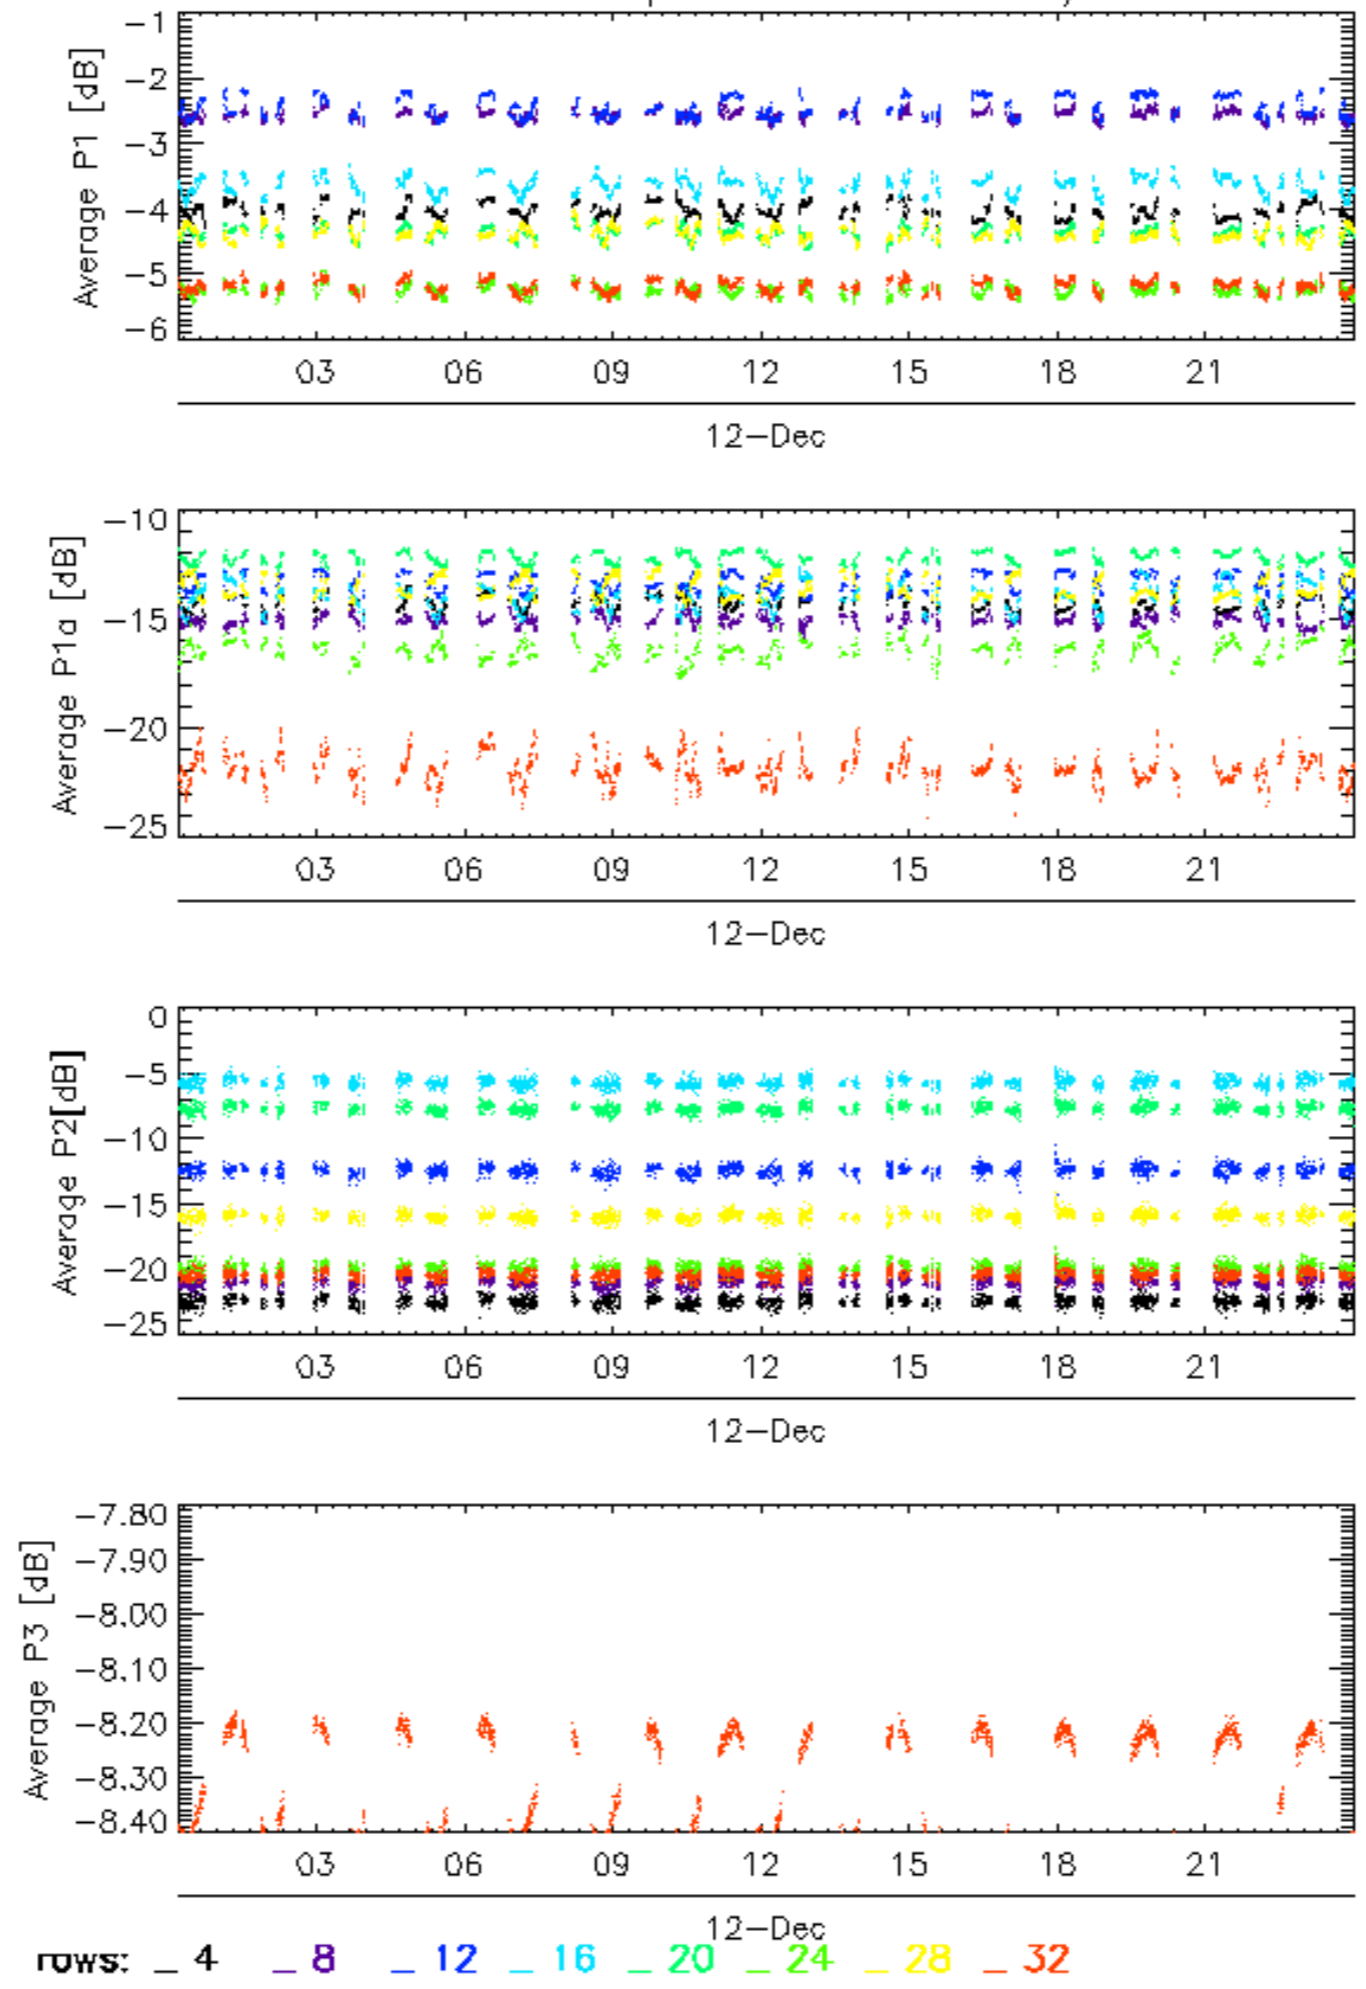 Average P1 [dB]
-1
-2
-3
-4
-5
-6
03 06 09 12 15 18 21
12-Dec
Average P1a [dB]
-10
-15
-20
-25
03 06 09 12 15 18 21
12-Dec
Average P2[dB]
0
-5
-10
-15
-20
-25
03 06 09 12 15 18 21
12-Dec
Average P3 [dB]
-7.80
-7.90
-8.00
-8.10
-8.20
-8.30
-8.40
03 06 09 12 15 18 21
12-Dec
rows: _ 4 _ 8 _ 12 _ 16 _ 20 _ 24 _ 28 _ 32